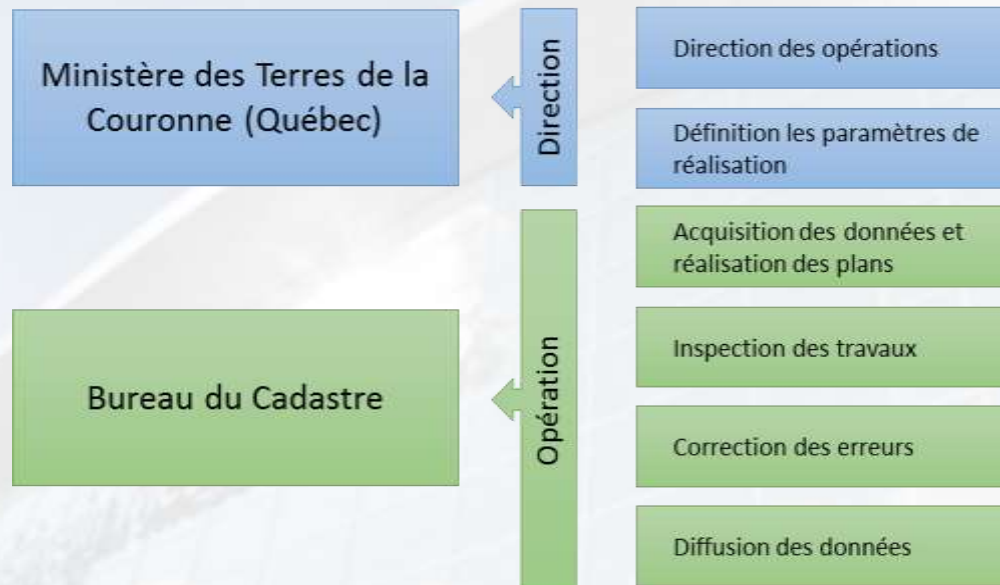 Ministère des Terres de la
Couronne (Québec)
Direction
Direction des opérations
Définition les paramètres de
réalisation
Bureau du Cadastre
Opération
Acquisition des données et
réalisation des plans
Inspection des travaux
Correction des erreurs
Diffusion des données